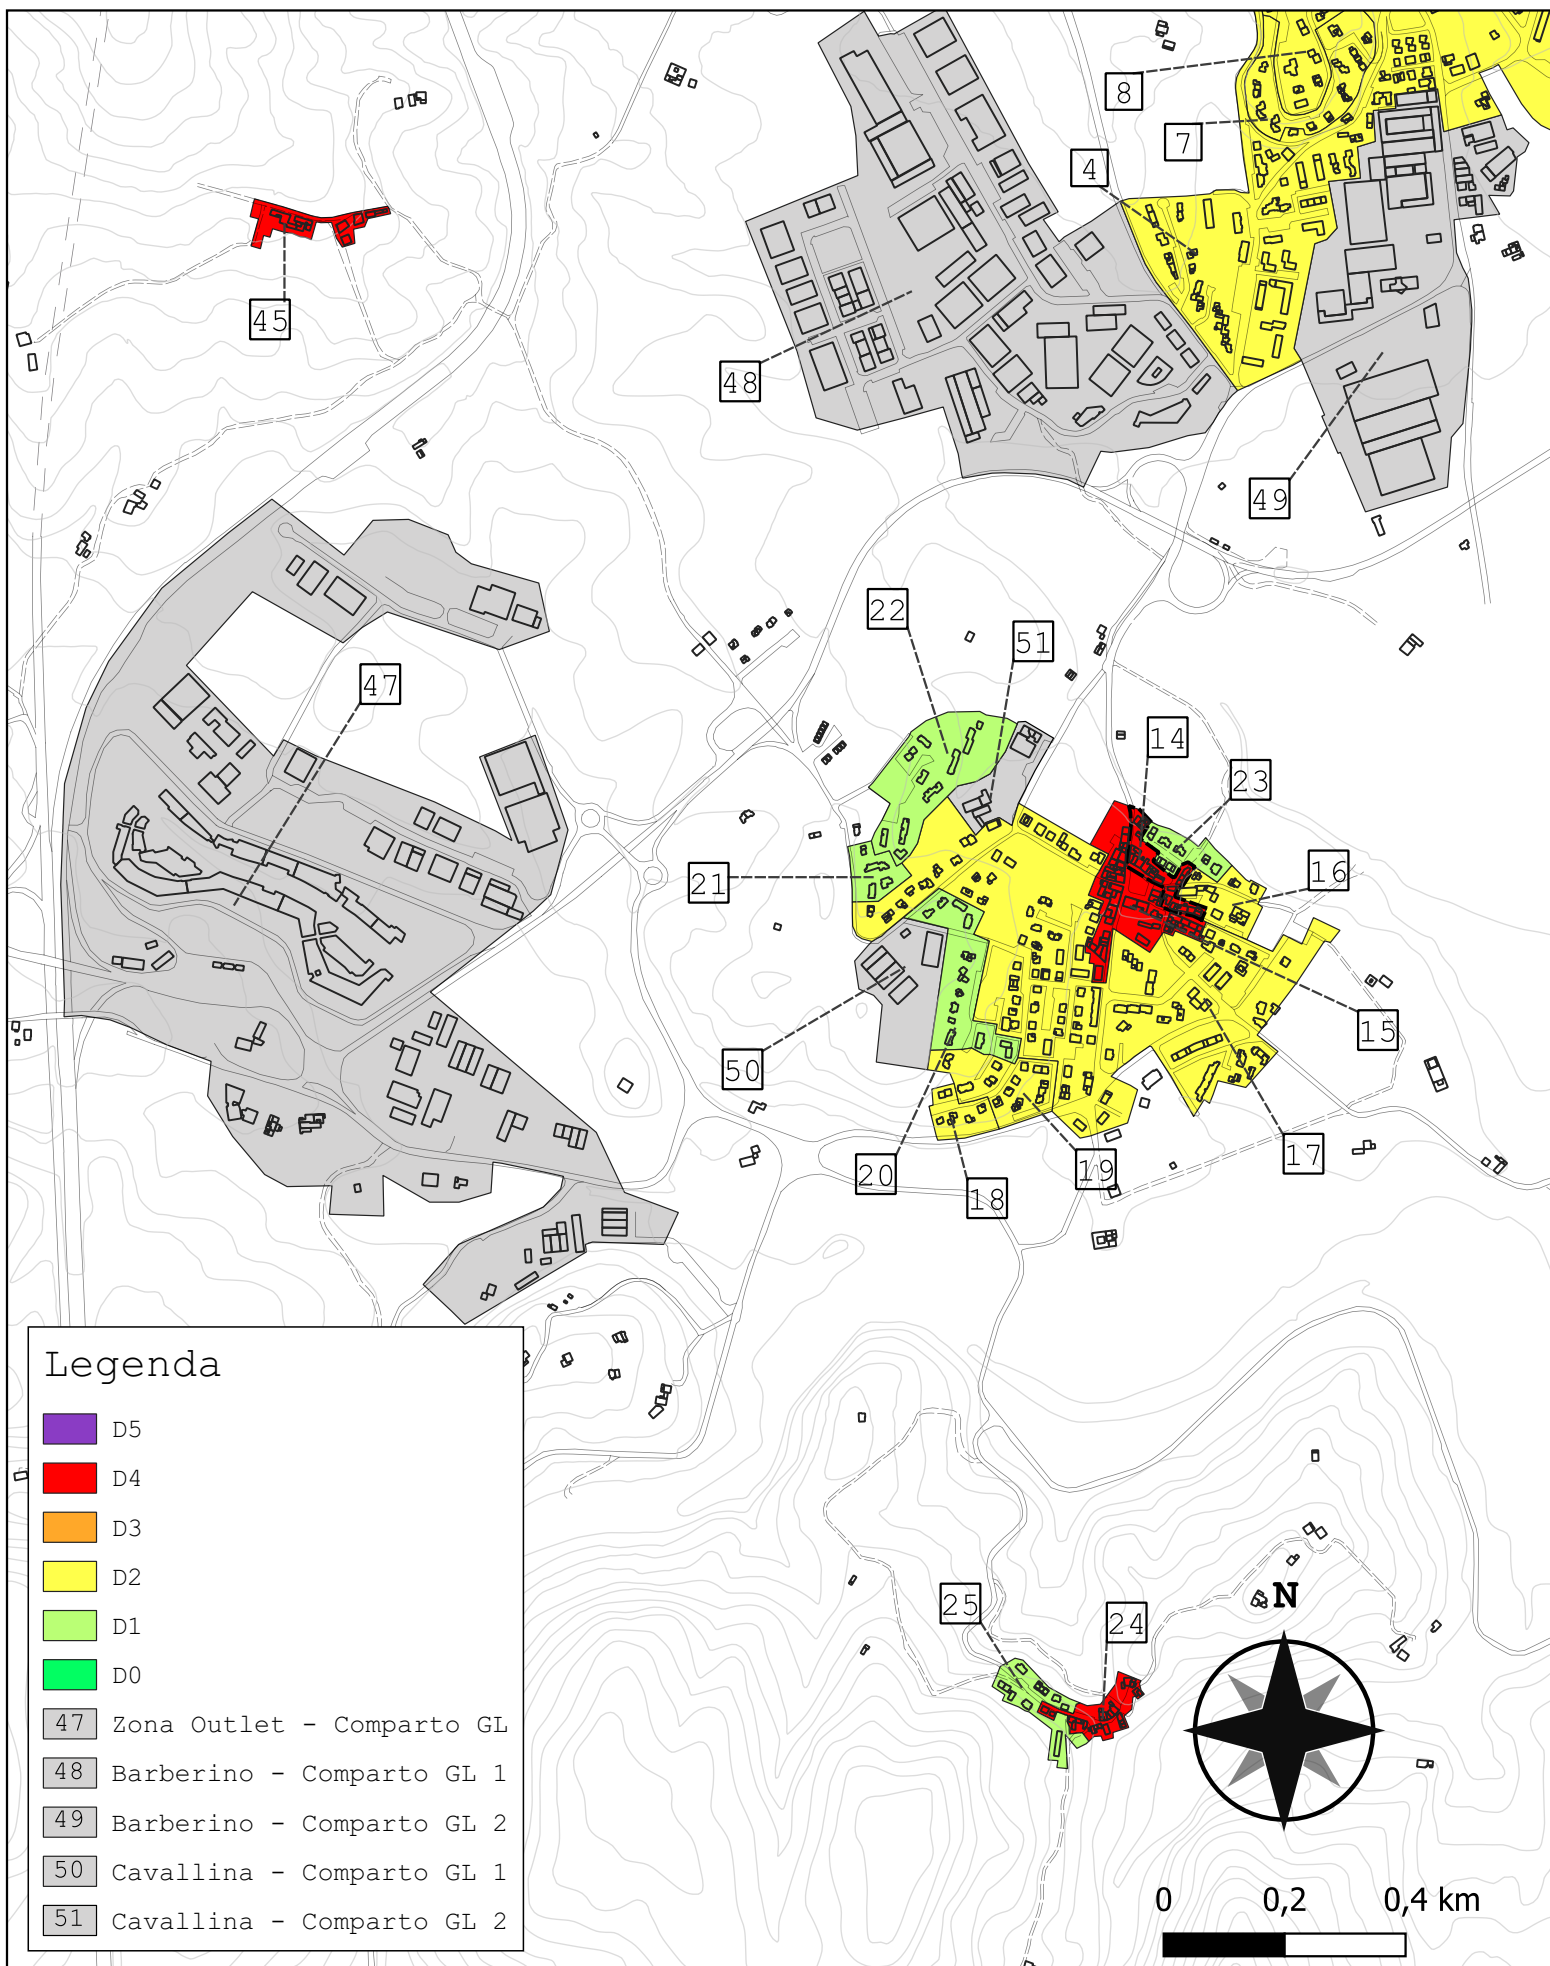 8
7
4
45
48
49
22
51
47
14
23
21
16
15
50
17
20
19
18
Legenda
D5
D4
D3
D2
D1
D0
47 Zona Outlet - Comparto GL
48 Barberino - Comparto GL 1
49 Barberino - Comparto GL 2
50 Cavallina - Comparto GL 1
51 Cavallina - Comparto GL 2
25
24
N
0 0,2 0,4 km